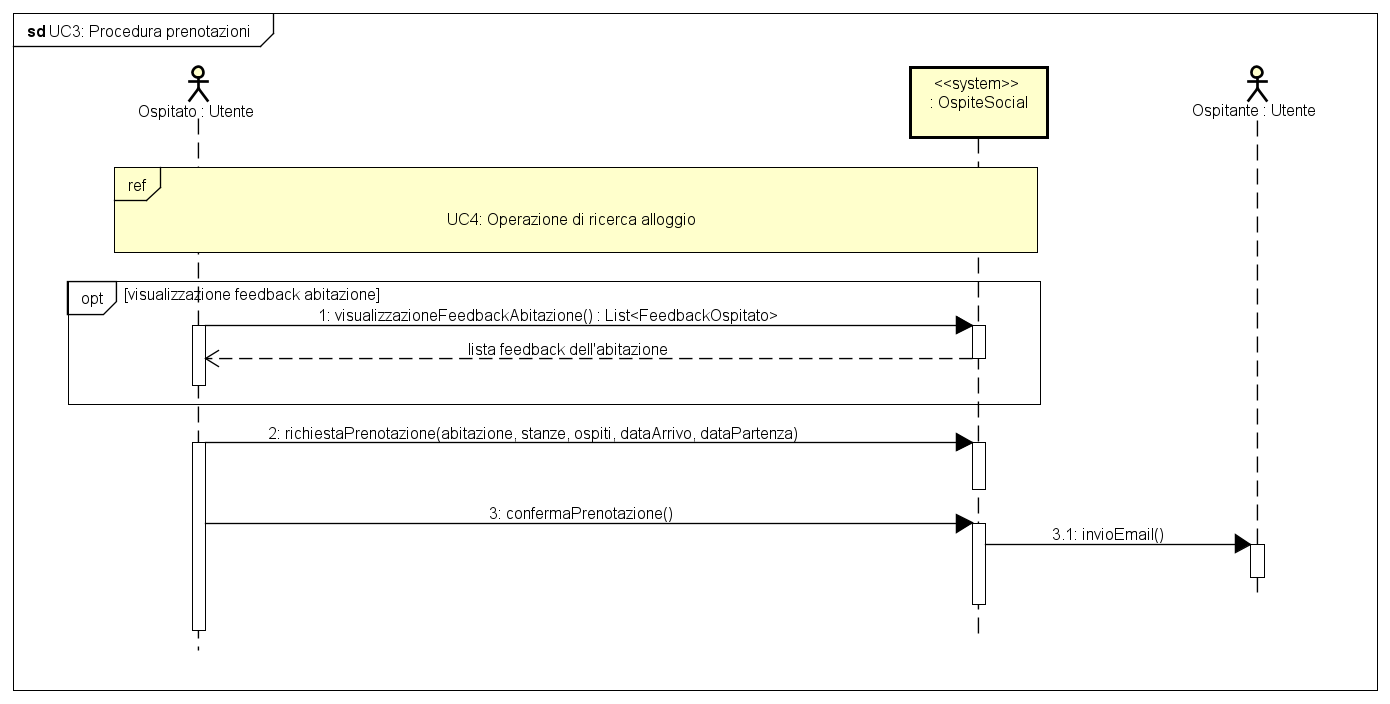 sd UC3: Procedura prenotazioni
Ospitato : Utente
<<system>>
: OspiteSocial
Ospitante : Utente
ref
UC4: Operazione di ricerca alloggio
opt
[visualizzazione feedback abitazione]
1: visualizzazioneFeedbackAbitazione() : List<FeedbackOspitato>
lista feedback dell'abitazione
2: richiestaPrenotazione(abitazione, stanze, ospiti, dataArrivo, dataPartenza)
3: confermaPrenotazione()
3.1: invioEmail()